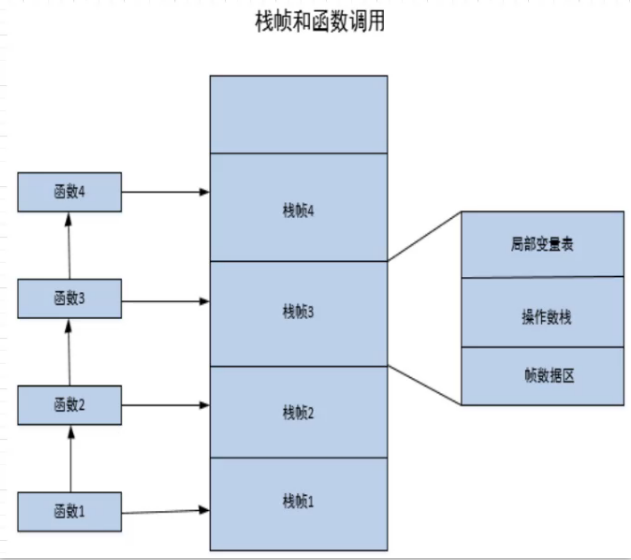 栈帧和函数调用
函数4
栈帧4
局部变量表
函数3
栈帧3
操作数栈
帧数据区
函数2
栈帧2
函数1
栈帧1